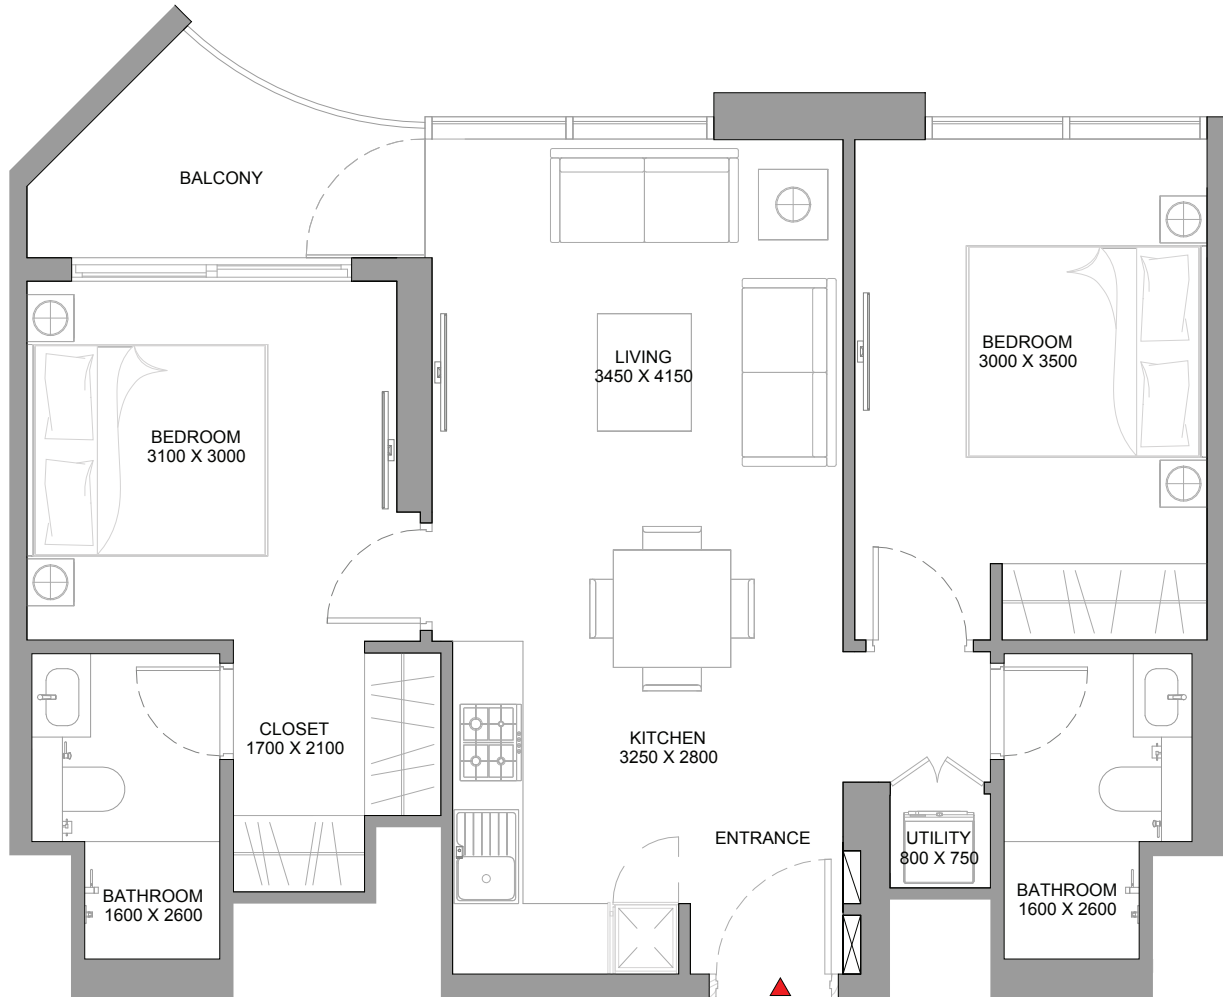 BALCONY
LIVING
3450 X 4150
BEDROOM
3000 X 3500
BEDROOM
3100 X 3000
CLOSET
1700 X 2100
KITCHEN
3250 X 2800
ENTRANCE
UTILITY
800 X 750
BATHROOM
1600 X 2600
BATHROOM
1600 X 2600